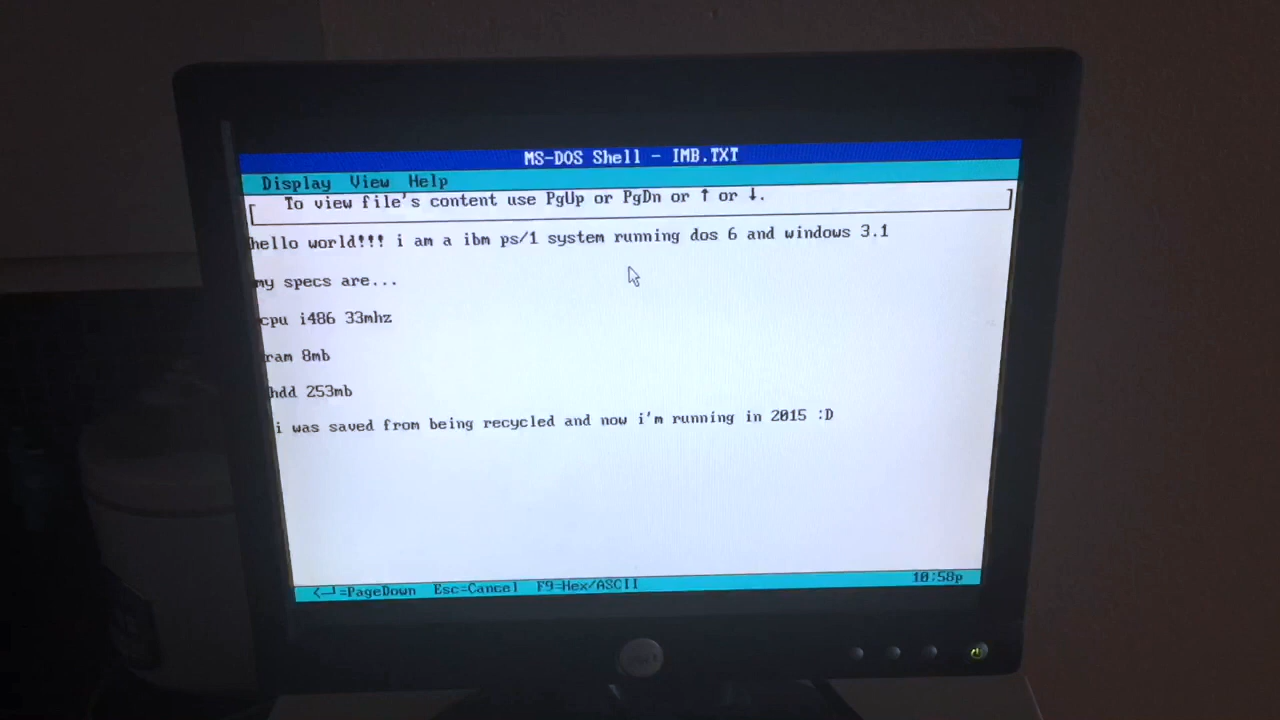 MS-DOS Shell - IMB.TXT
Display View Help
To view file's content use PgUp or PgDn or ↑ or ↓.
hello world!!! i am a ibm ps/1 system running dos 6 and windows 3.1
my specs are...
cpu i486 33mhz
ram 8mb
hdd 253mb
i was saved from being recycled and now i'm running in 2015 :D
<─┘=PageDown Esc=Cancel F9=Hex/ASCII 10:58p